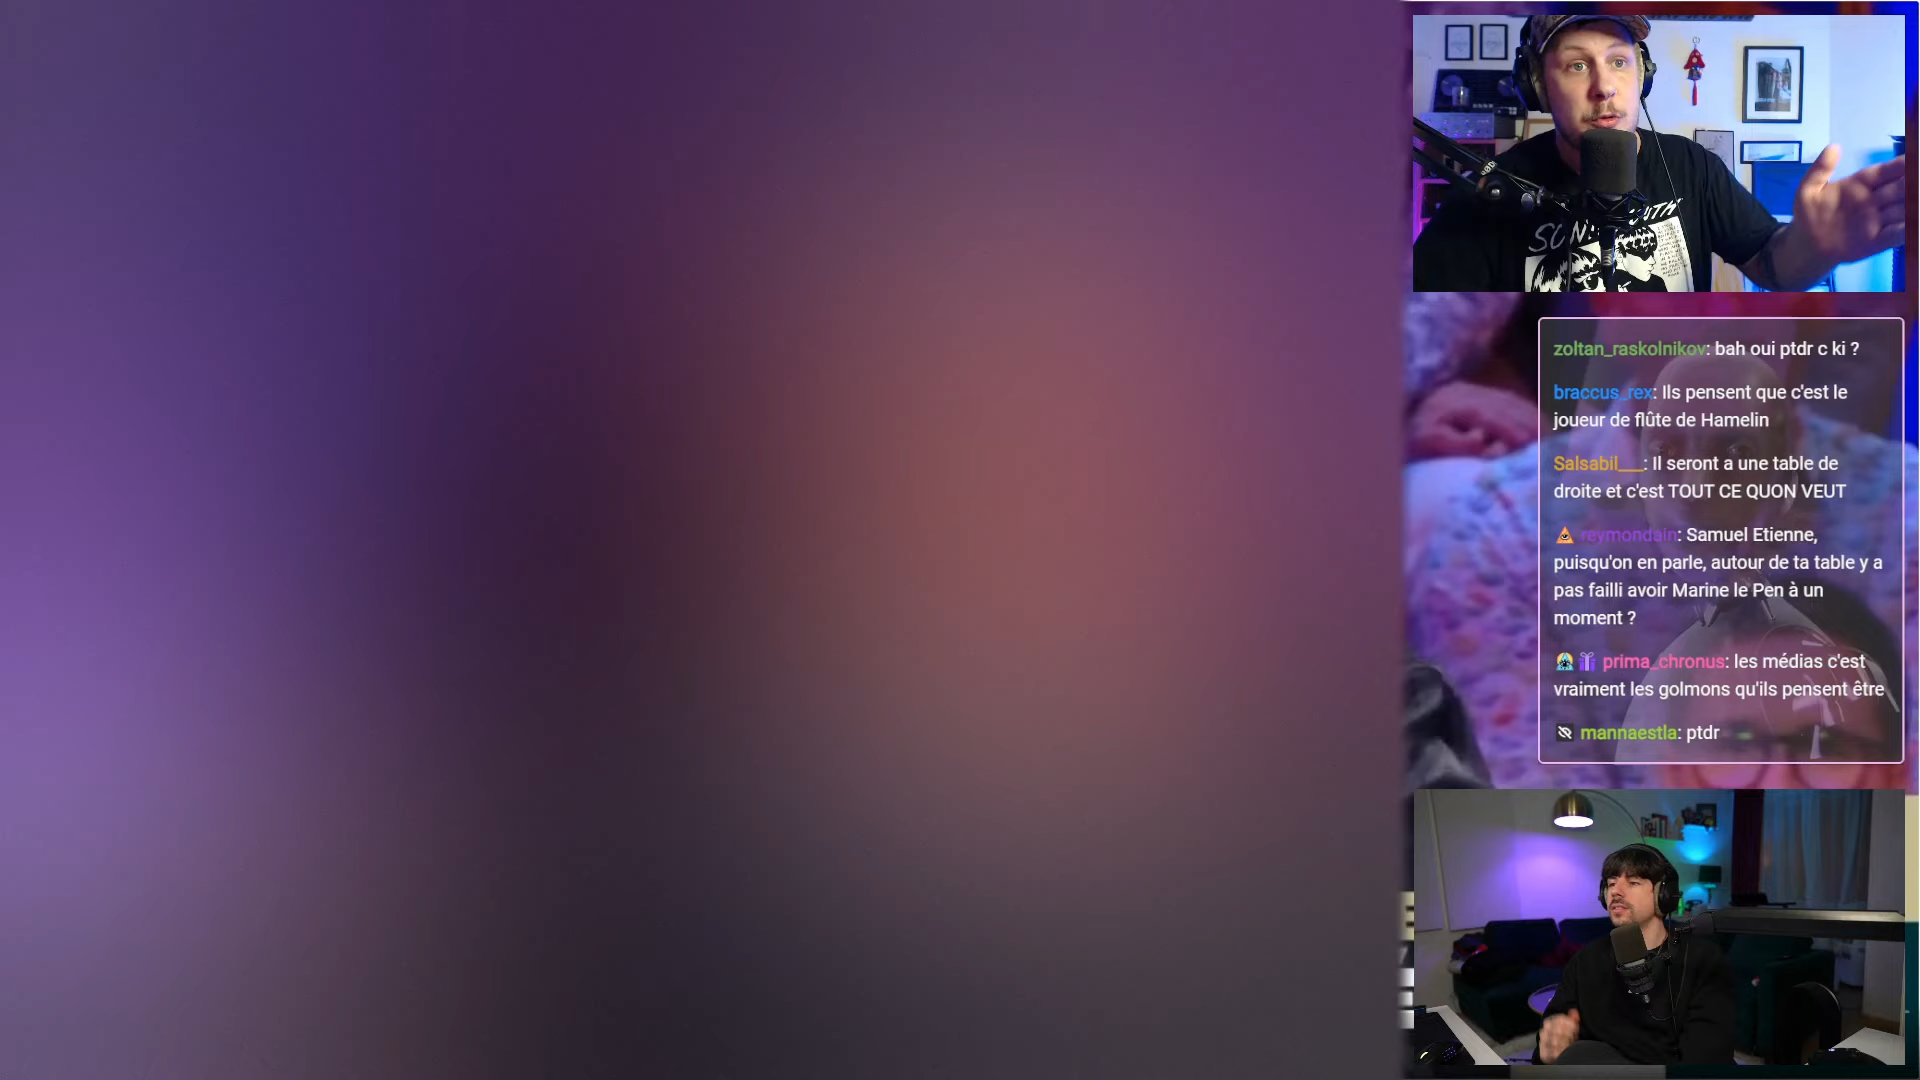 zoltan_raskolnikov: bah oui ptdr c ki ?
braccus_rex: Ils pensent que c'est le
joueur de flûte de Hamelin
Salsabil___: Il seront a une table de
droite et c'est TOUT CE QUON VEUT
reymondain: Samuel Etienne,
puisqu'on en parle, autour de ta table y a
pas failli avoir Marine le Pen à un
moment ?
prima_chronus: les médias c'est
vraiment les golmons qu'ils pensent être
mannaestla: ptdr